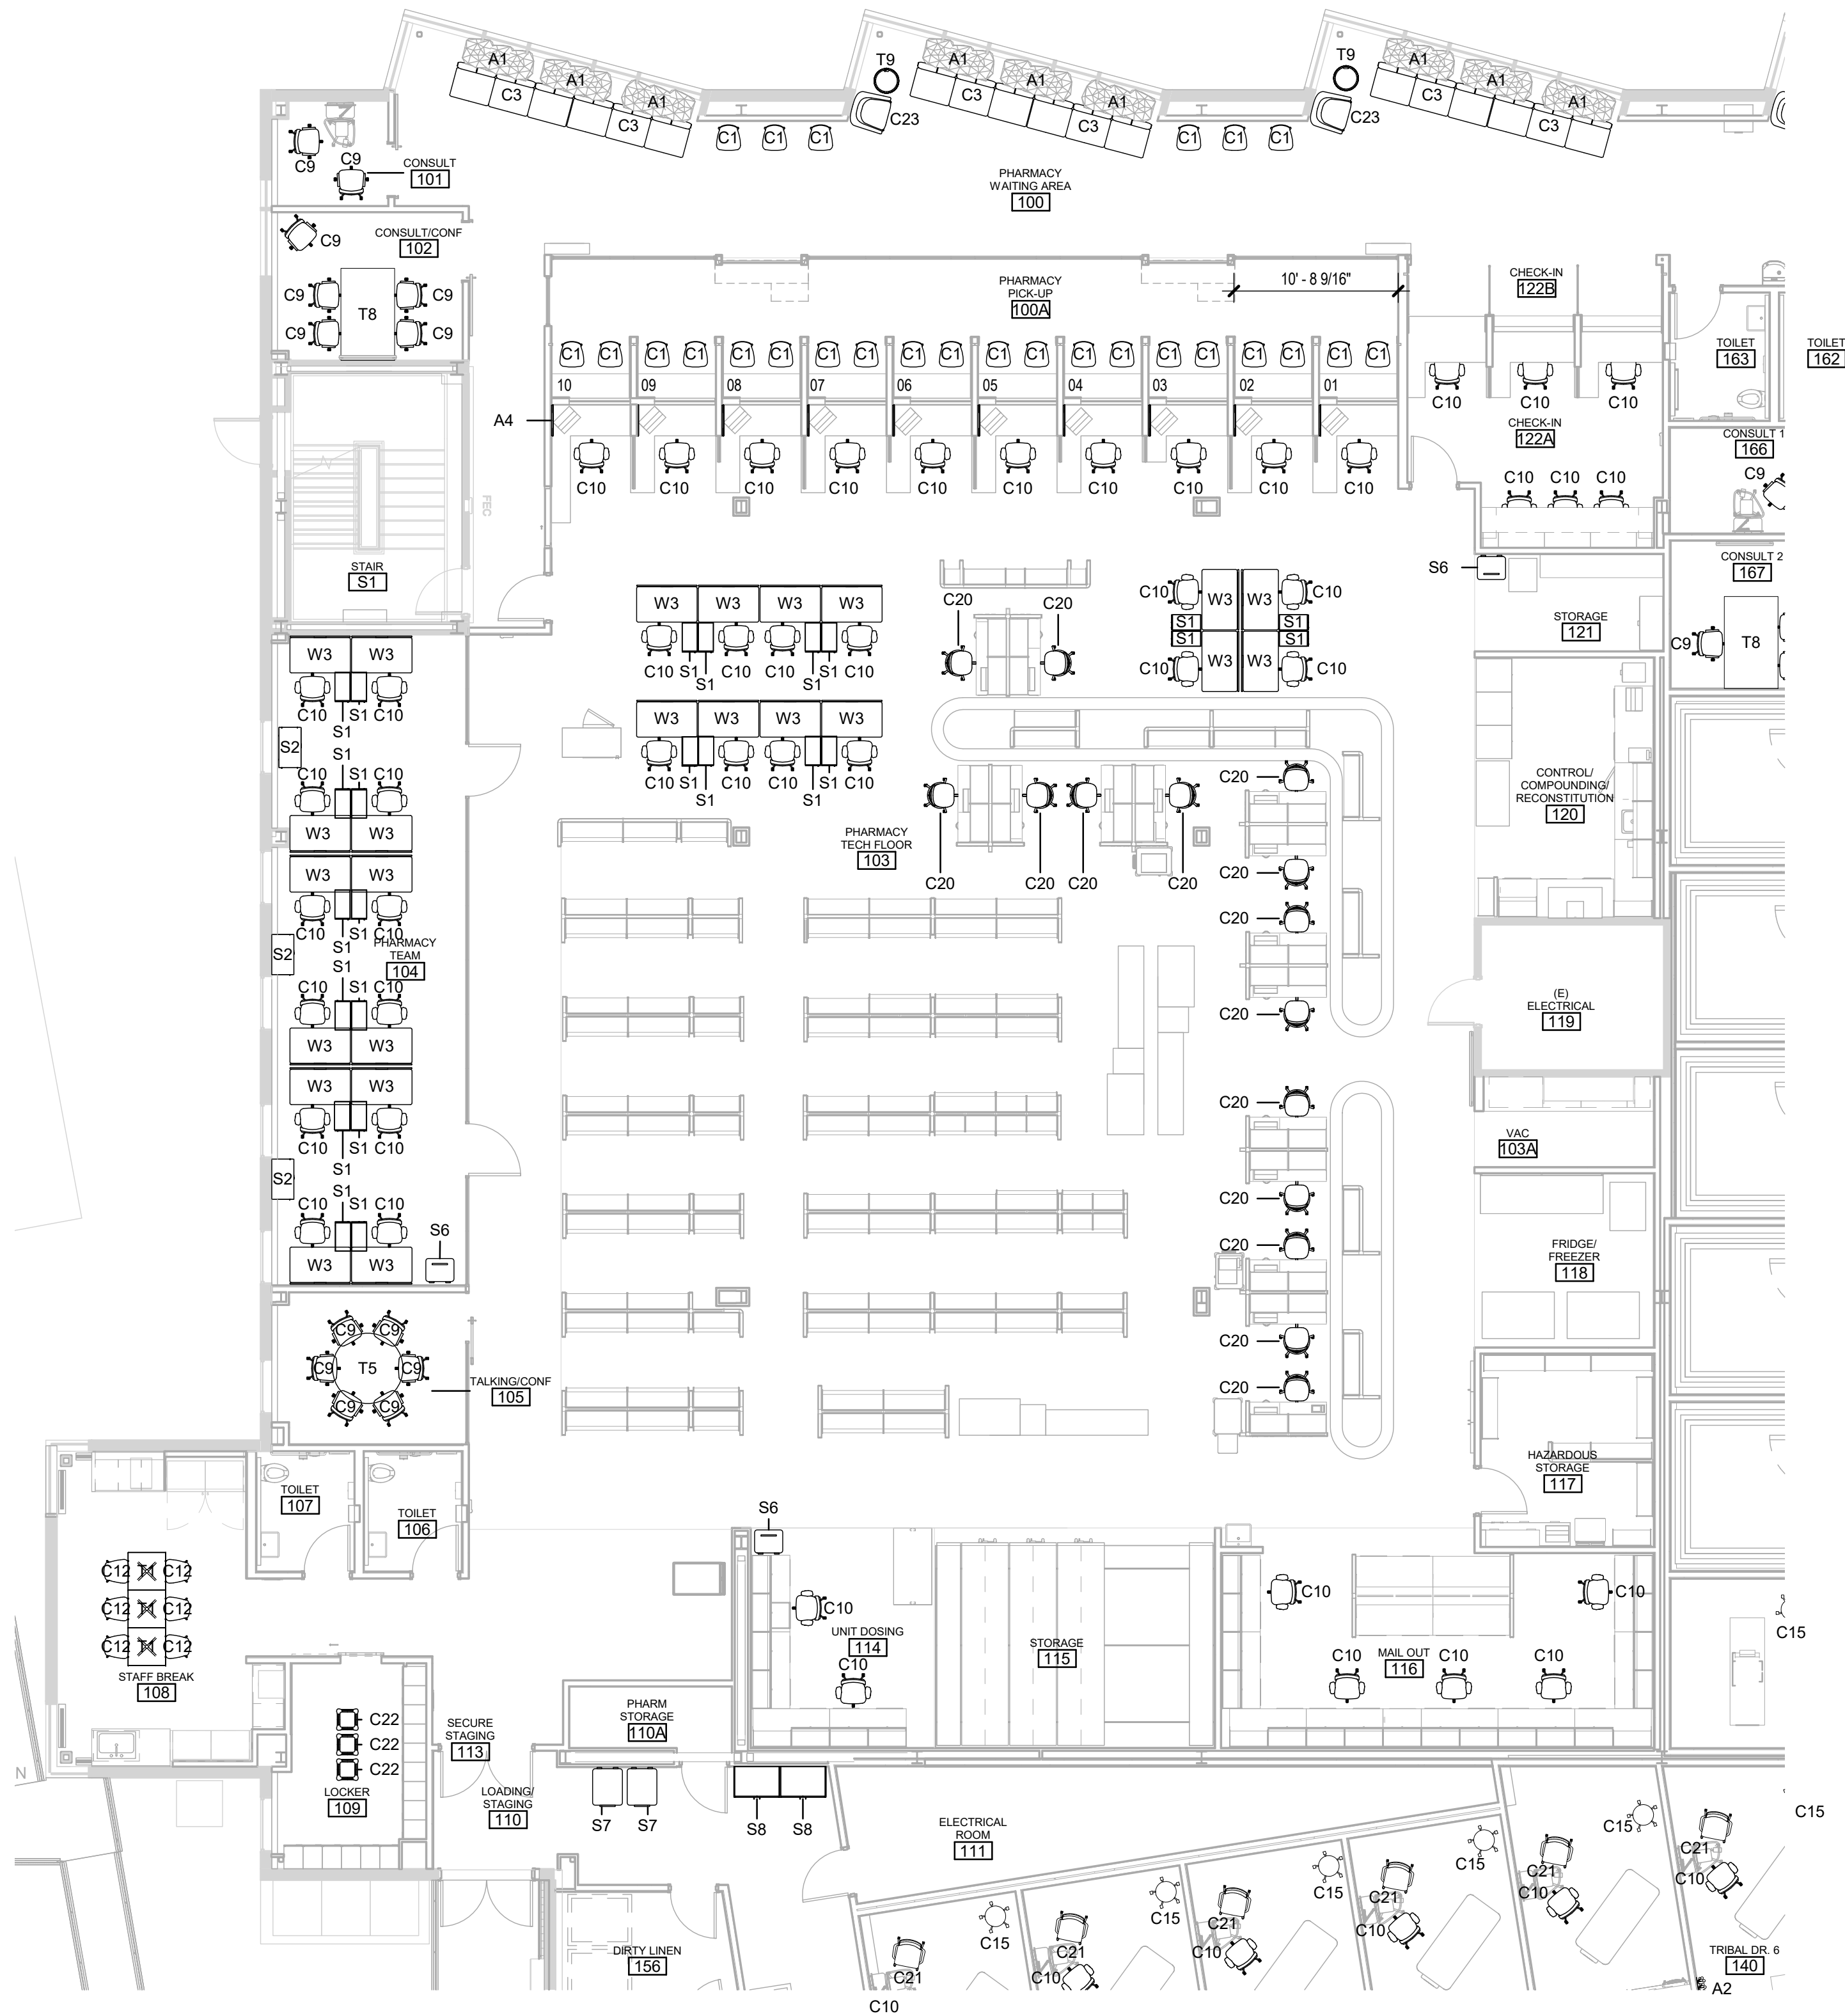 A1 A1 A1 T9 A1 A1 A1 T9 A1 A1 A1
C3 C3 C23 C3 C3 C23 C3 C3
C1 C1 C1 C1 C1 C1
C9 C9
CONSULT
101
PHARMACY
WAITING AREA
100
C9
CONSULT/CONF
102
C9 C9
T8
C9 C9
PHARMACY
PICK-UP
100A
10' - 8 9/16"
CHECK-IN
122B
TOILET
163
TOILET
162
C1 C1 C1 C1 C1 C1 C1 C1 C1 C1 C1 C1 C1 C1 C1 C1 C1 C1 C1 C1
10 09 08 07 06 05 04 03 02 01
C10 C10 C10
A4
CHECK-IN
122A
CONSULT 1
166
C9
C10 C10 C10 C10 C10 C10 C10 C10 C10 C10
C10 C10 C10
FEC
STAIR
S1
S6
CONSULT 2
167
STORAGE
121
C9 T8
W3 W3 W3 W3
C10 S1 C10 C10 S1 C10
S1 S1
W3 W3 W3 W3
C10 S1 C10 C10 S1 C10
S1 S1
C20 C20
C10 W3 W3 C10
S1 S1
S1 S1
C10 W3 W3 C10
W3 W3
C10 S1 C10
S1
S2
S1
C10 S1 C10
W3 W3
W3 W3
C10 S1 C10
S1
S2
PHARMACY
TEAM
104
S1
C10 S1 C10
W3 W3
W3 W3
C10 S1 C10
S1
S2
S1
C10 S1 C10
W3 W3
S6
PHARMACY
TECH FLOOR
103
C20 C20 C20 C20
C20
C20
C20
C20
C20
C20
C20
C20
C20
CONTROL/
COMPOUNDING/
RECONSTITUTION
120
(E)
ELECTRICAL
119
VAC
103A
FRIDGE/
FREEZER
118
HAZARDOUS
STORAGE
117
C9 C9
C9 T5 C9
C9 C9
TALKING/CONF
105
TOILET
107
TOILET
106
C12 C12
C12 C12
C12 C12
STAFF BREAK
108
S6
C10
UNIT DOSING
114
C10
STORAGE
115
C10 C10
MAIL OUT
116
C10 C10 C10
C15
C22
C22
C22
LOCKER
109
SECURE
STAGING
113
PHARM
STORAGE
110A
LOADING/
STAGING
110
S7 S7
S8 S8
ELECTRICAL
ROOM
111
N
C15
C15 C21 C10
C15 C21 C10
C15 C21 C10
C15 C21 C10
C15 C21 C10
C21
C10
DIRTY LINEN
156
TRIBAL DR. 6
140
A2